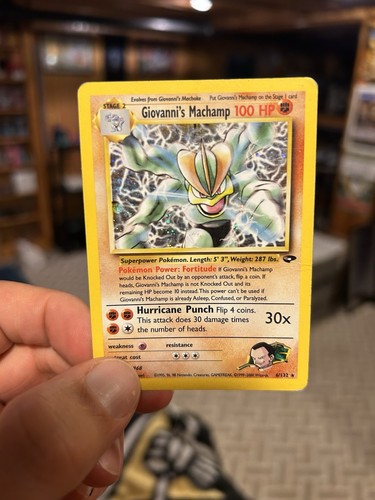 Evolves from Giovanni's Machoke Put Giovanni's Machamp on the Stage 1 card
STAGE 2
Giovanni's Machamp 100 HP
Superpower Pokémon. Length: 5' 3", Weight: 287 lbs.
Pokémon Power: Fortitude If Giovanni's Machamp
would be Knocked Out by an opponent's attack, flip a coin. If
heads, Giovanni's Machamp is not Knocked Out and its
remaining HP become 10 instead. This power can't be used if
Giovanni's Machamp is already Asleep, Confused, or Paralyzed.
Hurricane Punch Flip 4 coins.
This attack does 30 damage times
the number of heads.
30x
weakness resistance
retreat cost
68
6/132